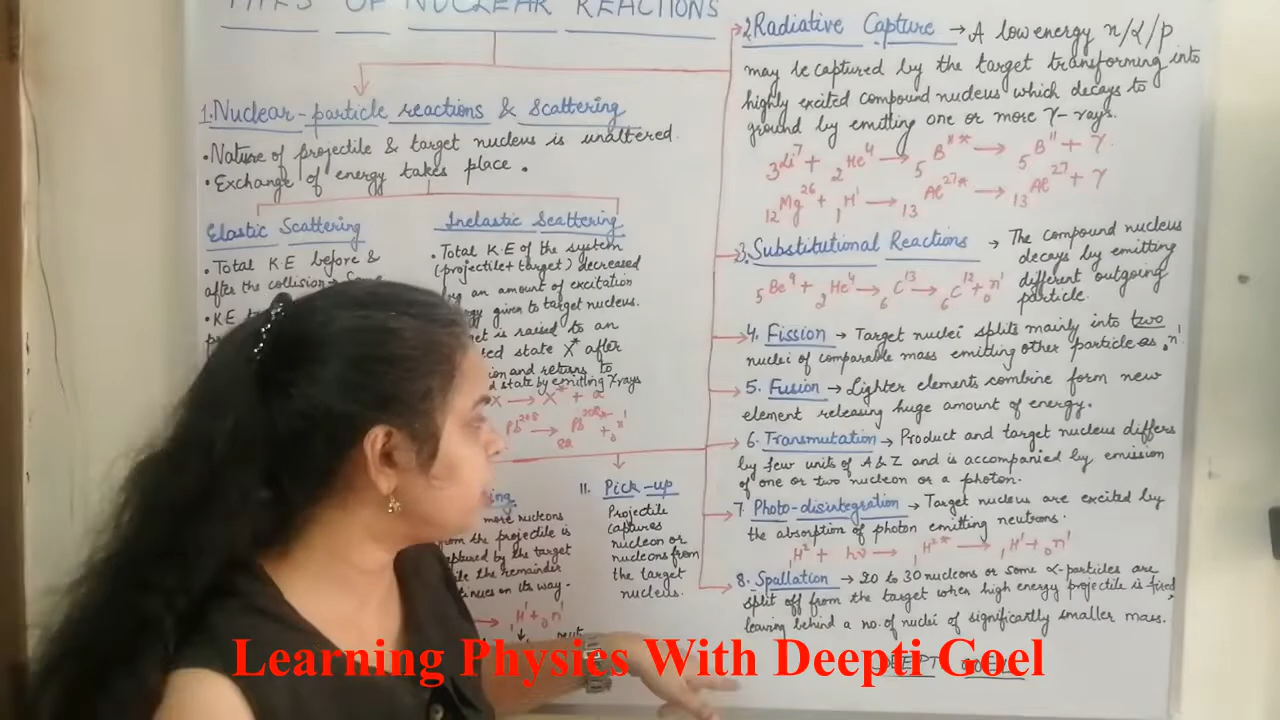 TYPES OF NUCLEAR REACTIONS
1. Nuclear-particle reactions & Scattering
• Nature of projectile & target nucleus is unaltered.
• Exchange of energy takes place.
Elastic Scattering
• Total K.E before &
after the collision → Same
• KE
Inelastic Scattering
• Total K.E of the system
(projectile + target) decreased
an amount of excitation
given to target nucleus.
is raised to an
state X* after
and returns to
state by emitting γ rays
X → X* +
Pb²⁰⁸ → ₈₂Pb²⁰⁸* + ₀n¹
more nucleons
from the projectile is
captured by the target
the remainder
on its way.
→ ₁H¹ + ₀n¹
11. Pick-up
Projectile
captures
nucleon or
nucleons from
the target
nucleus.
2. Radiative Capture → A low energy n/α/p
may be captured by the target transforming into
highly excited compound nucleus which decays to
ground by emitting one or more γ-rays.
₃Li⁷ + ₂He⁴ → ₅B¹¹* → ₅B¹¹ + γ
₁₂Mg²⁶ + ₁H¹ → ₁₃Al²⁷* → ₁₃Al²⁷ + γ
3. Substitutional Reactions → The compound nucleus
decays by emitting
different outgoing
particle.
₅Be⁹ + ₂He⁴ → ₆C¹³ → ₆C¹² + ₀n¹
4. Fission → Target nuclei splits mainly into two
nuclei of comparable mass emitting other particle as ₀n¹
5. Fusion → Lighter elements combine form new
element releasing huge amount of energy.
6. Transmutation → Product and target nucleus differs
by few units of A & Z and is accompanied by emission
of one or two nucleon or a photon.
7. Photo-disintegration → Target nucleus are excited by
the absorption of photon emitting neutrons.
₁H² + hν → ₁H²* → ₁H¹ + ₀n¹
8. Spallation → 20 to 30 nucleons or some α-particles are
split off from the target when high energy projectile is fired,
leaving behind a no. of nuclei of significantly smaller mass.
Learning Physics With Deepti Goel